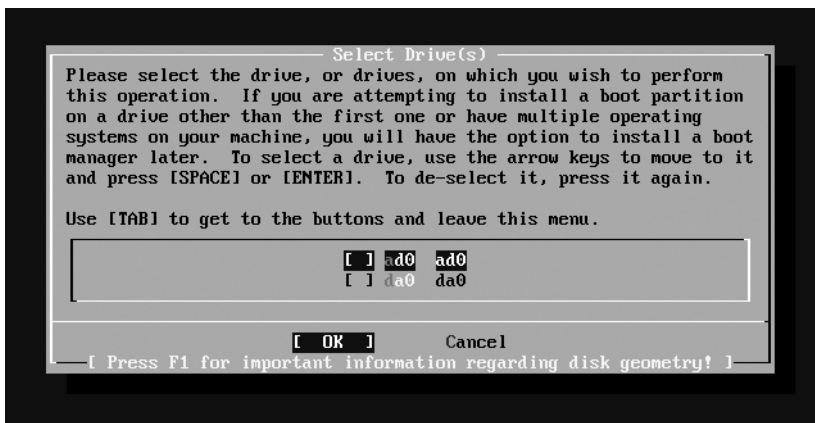 Select Drive(s)
Please select the drive, or drives, on which you wish to perform
this operation.  If you are attempting to install a boot partition
on a drive other than the first one or have multiple operating
systems on your machine, you will have the option to install a boot
manager later.  To select a drive, use the arrow keys to move to it
and press [SPACE] or [ENTER].  To de-select it, press it again.
Use [TAB] to get to the buttons and leave this menu.
[ ] ad0  ad0
[ ] da0  da0
[  OK  ]     Cancel
[ Press F1 for important information regarding disk geometry! ]